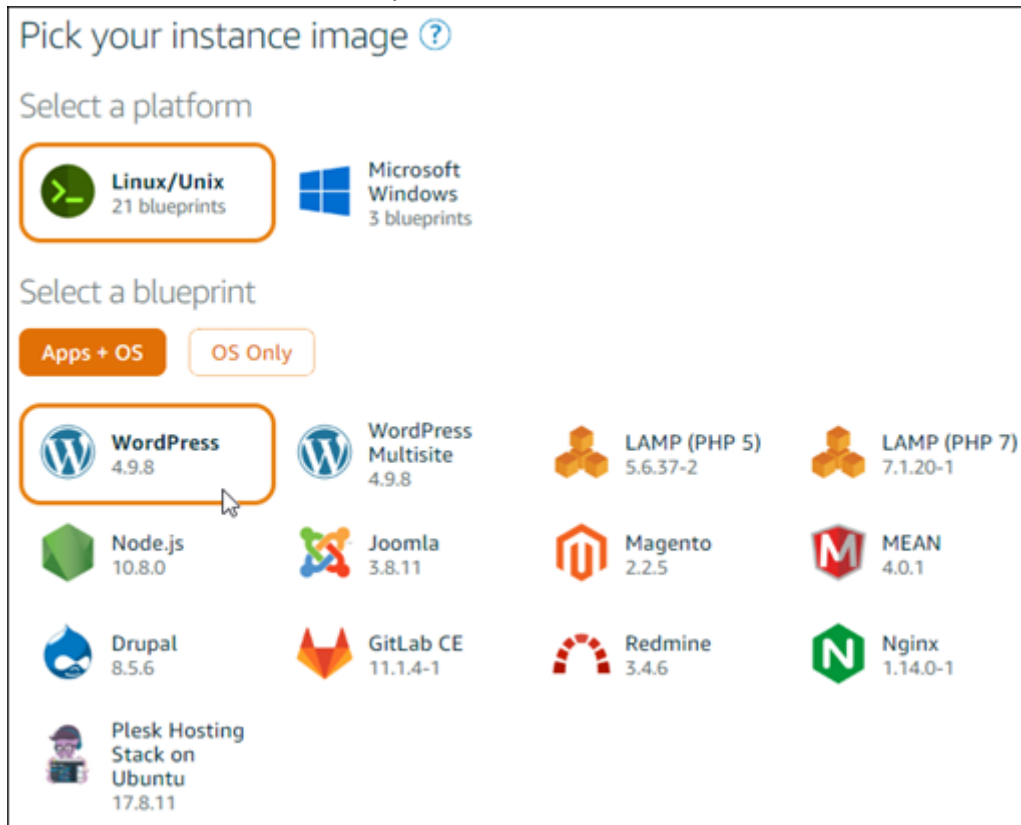 Pick your instance image ?
Select a platform
Linux/Unix
21 blueprints
Microsoft
Windows
3 blueprints
Select a blueprint
Apps + OS
OS Only
WordPress
4.9.8
WordPress
Multisite
4.9.8
LAMP (PHP 5)
5.6.37-2
LAMP (PHP 7)
7.1.20-1
Node.js
10.8.0
Joomla
3.8.11
Magento
2.2.5
MEAN
4.0.1
Drupal
8.5.6
GitLab CE
11.1.4-1
Redmine
3.4.6
Nginx
1.14.0-1
Plesk Hosting
Stack on
Ubuntu
17.8.11